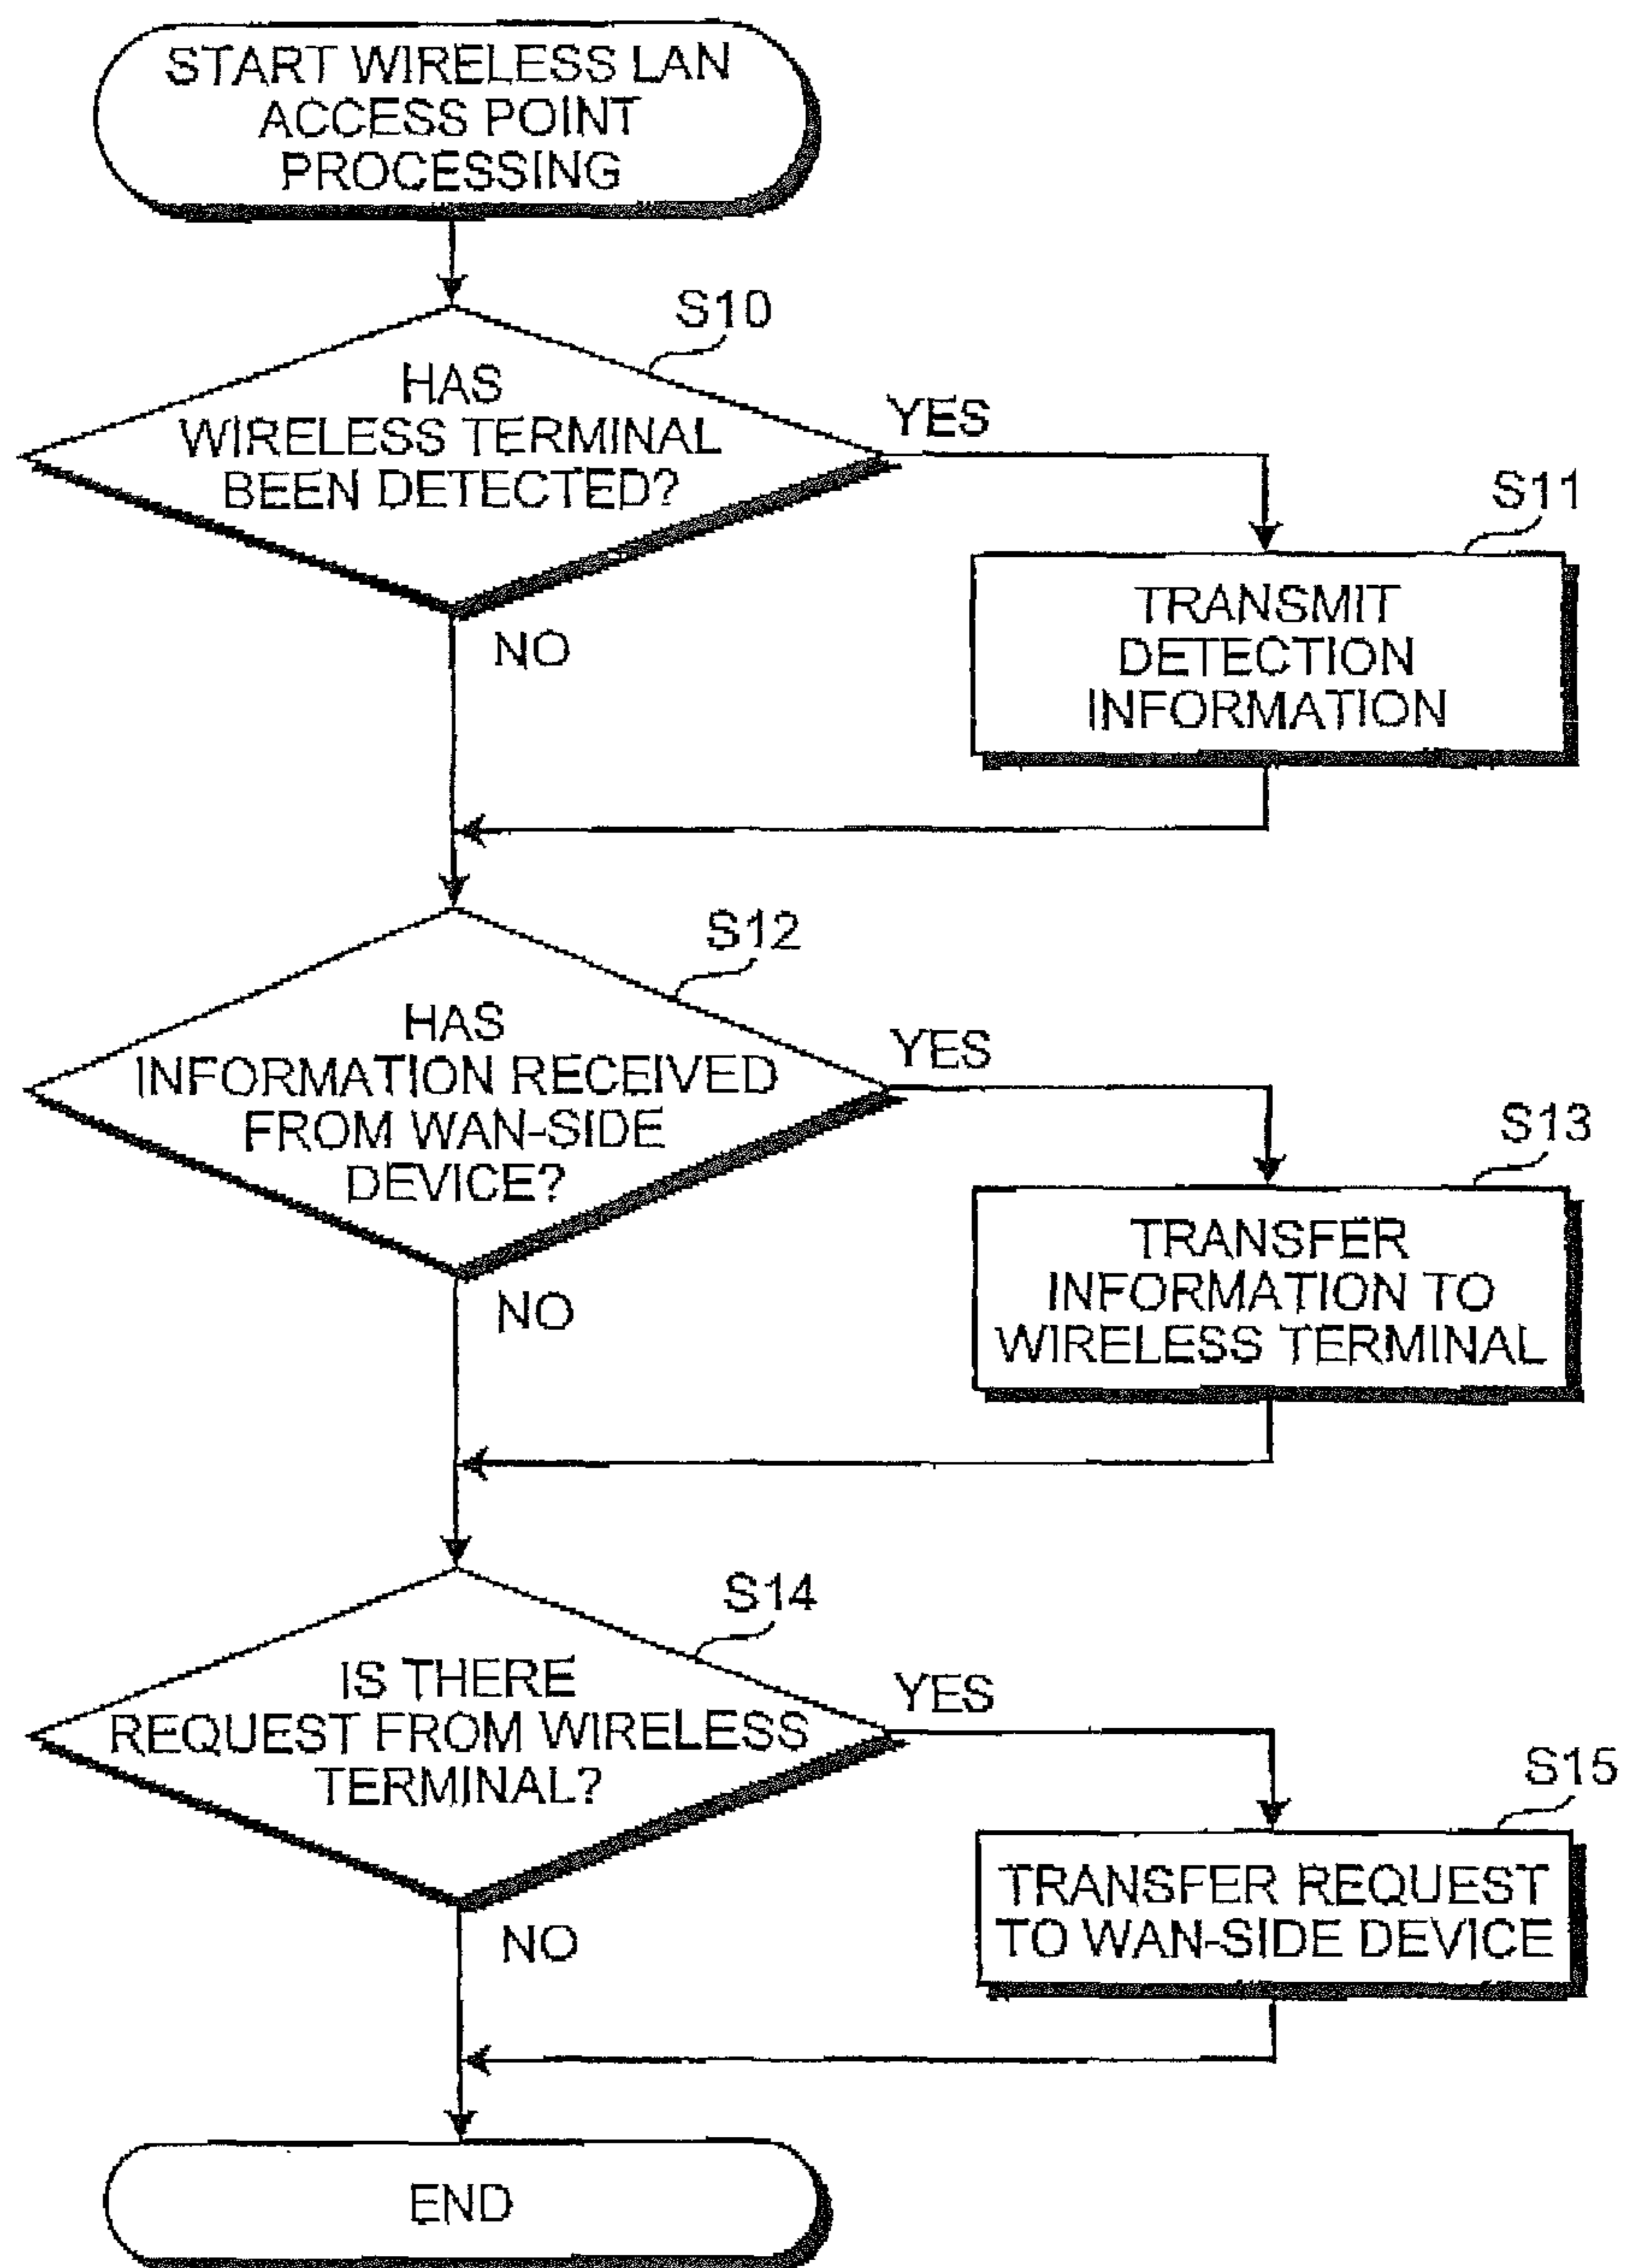 START WIRELESS LAN
ACCESS POINT
PROCESSING
S10
HAS
WIRELESS TERMINAL
BEEN DETECTED?
YES
NO
S11
TRANSMIT
DETECTION
INFORMATION
S12
HAS
INFORMATION RECEIVED
FROM WAN-SIDE
DEVICE?
YES
NO
S13
TRANSFER
INFORMATION TO
WIRELESS TERMINAL
S14
IS THERE
REQUEST FROM WIRELESS
TERMINAL?
YES
NO
S15
TRANSFER REQUEST
TO WAN-SIDE DEVICE
END